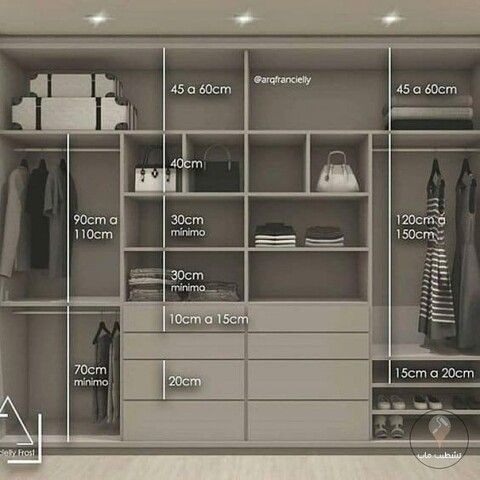 45 a 60cm
@arqfrancielly
45 a 60cm
40cm
90cm a
110cm
30cm
mínimo
120cm a
150cm
30cm
mínimo
10cm a 15cm
70cm
mínimo
20cm
15cm a 20cm
cielly Frost
تشطيب ماب